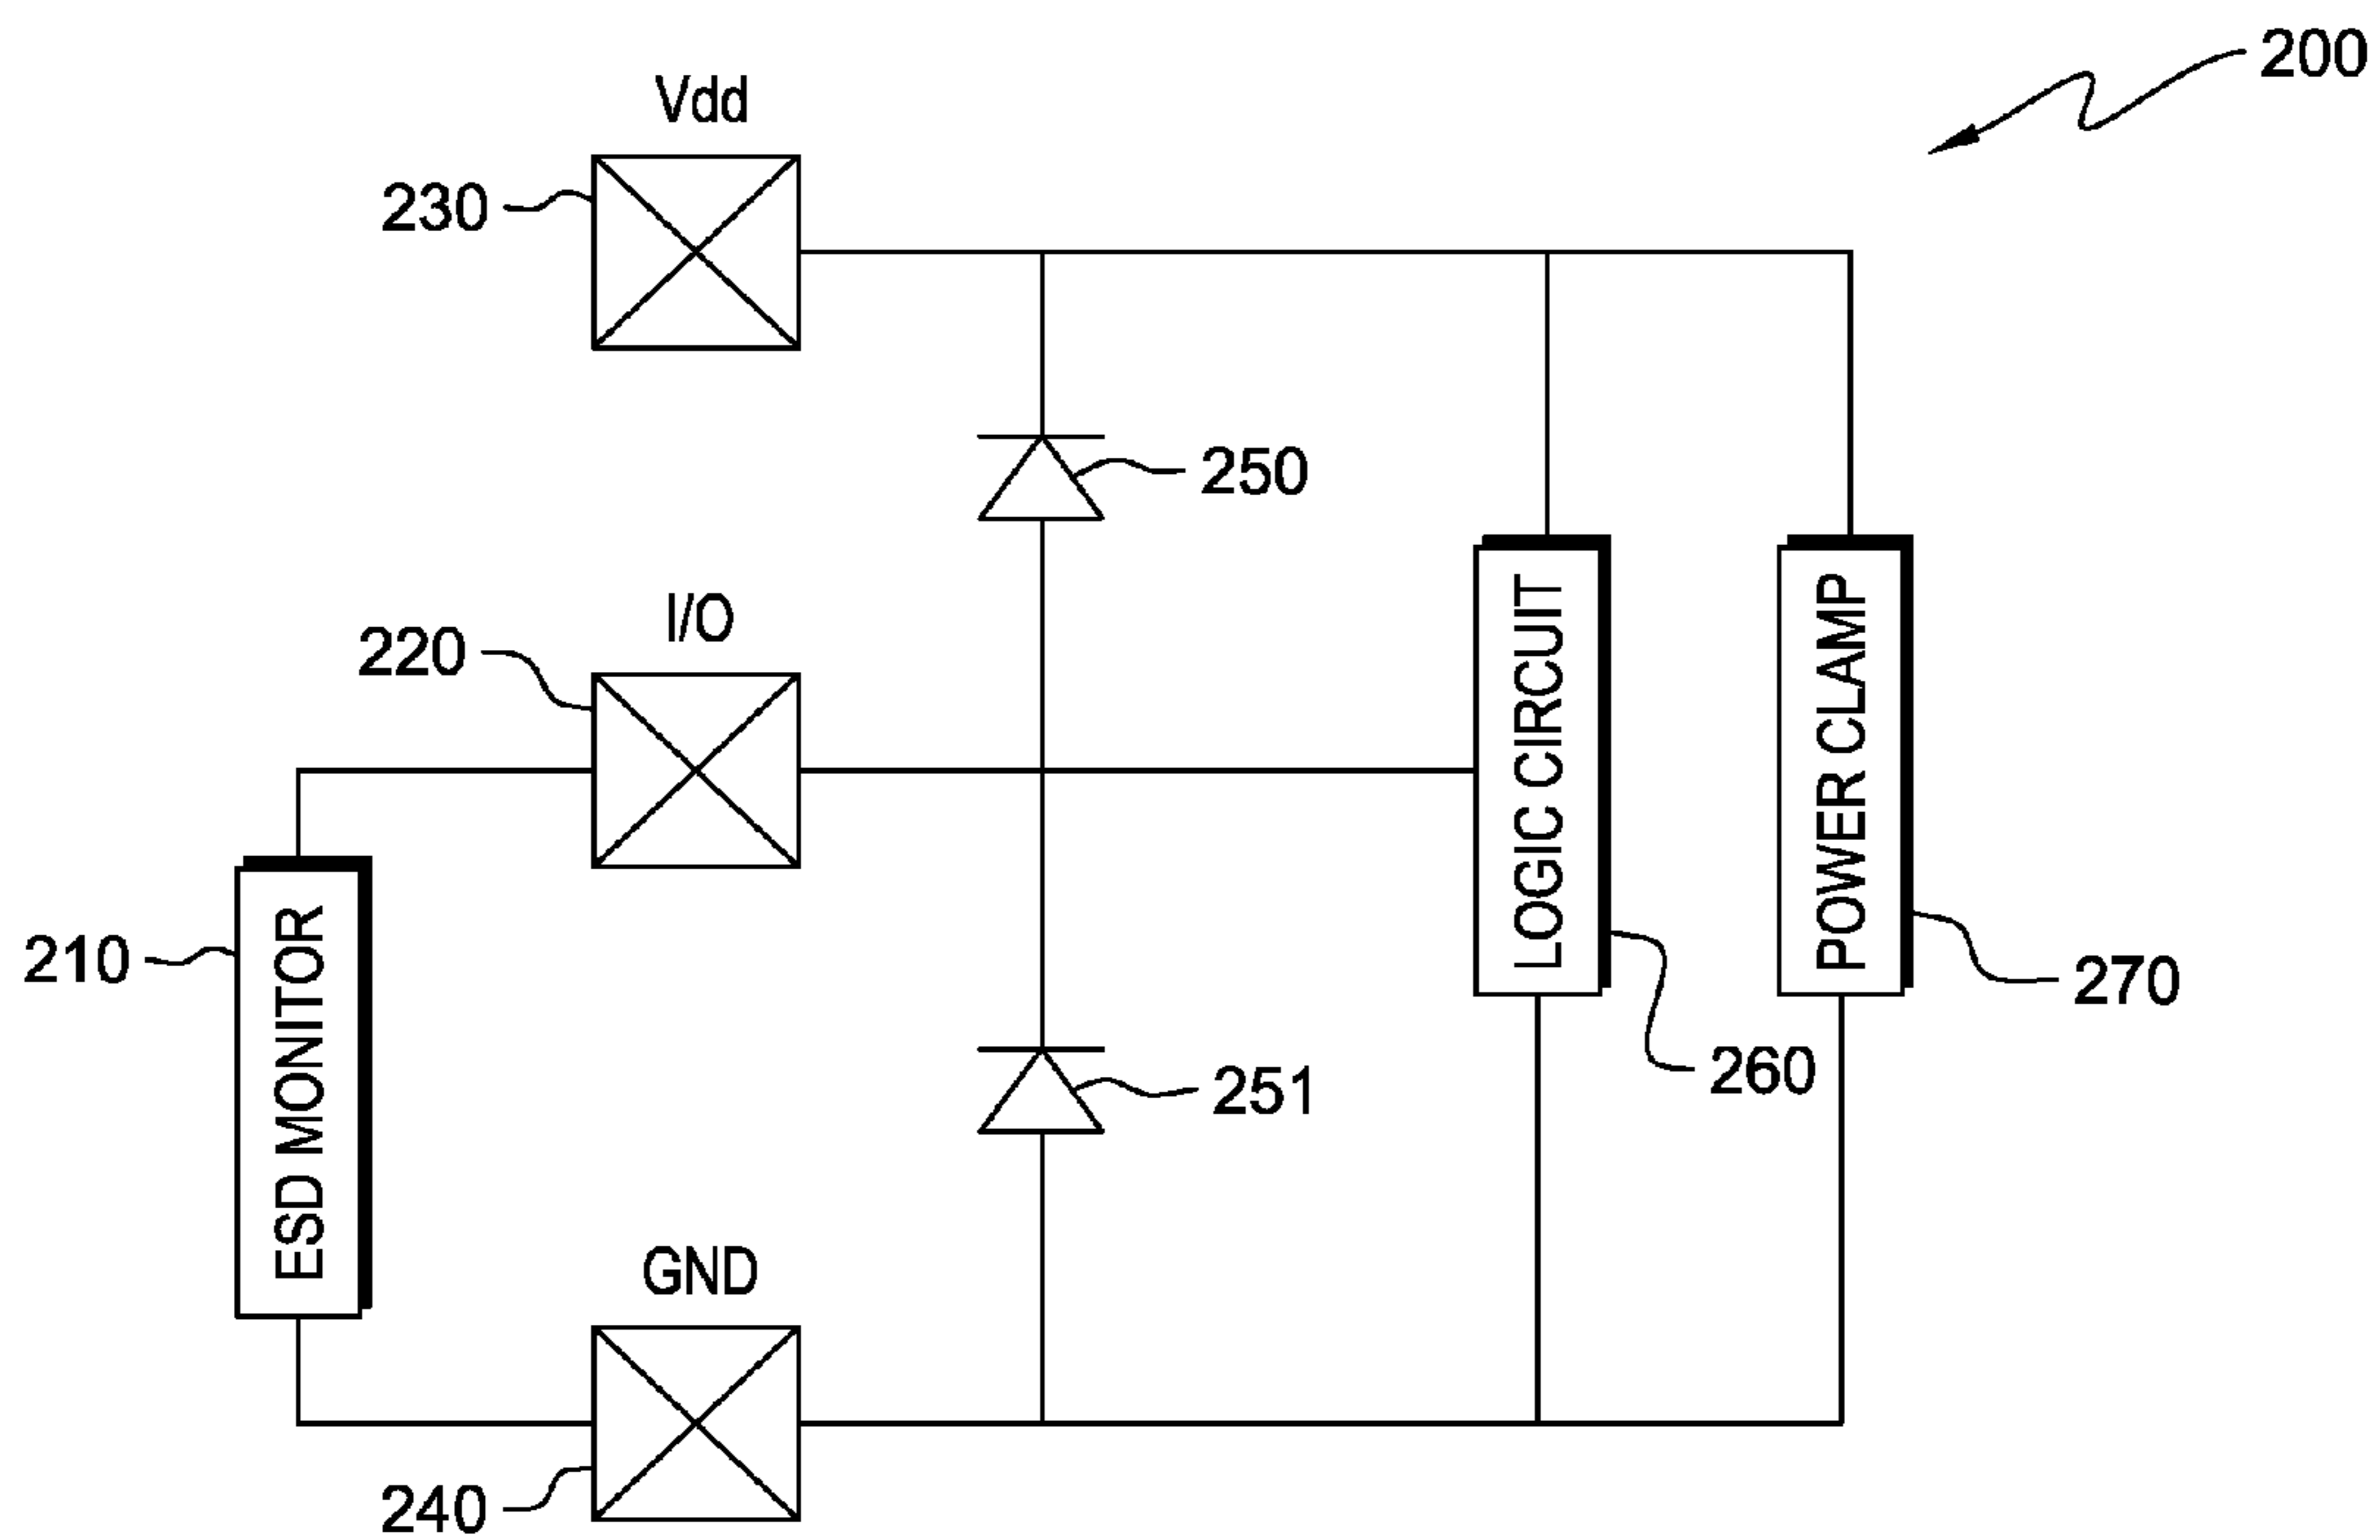 200
Vdd
230
250
I/O
220
LOGIC CIRCUIT
POWER CLAMP
210
ESD MONITOR
270
260
251
GND
240